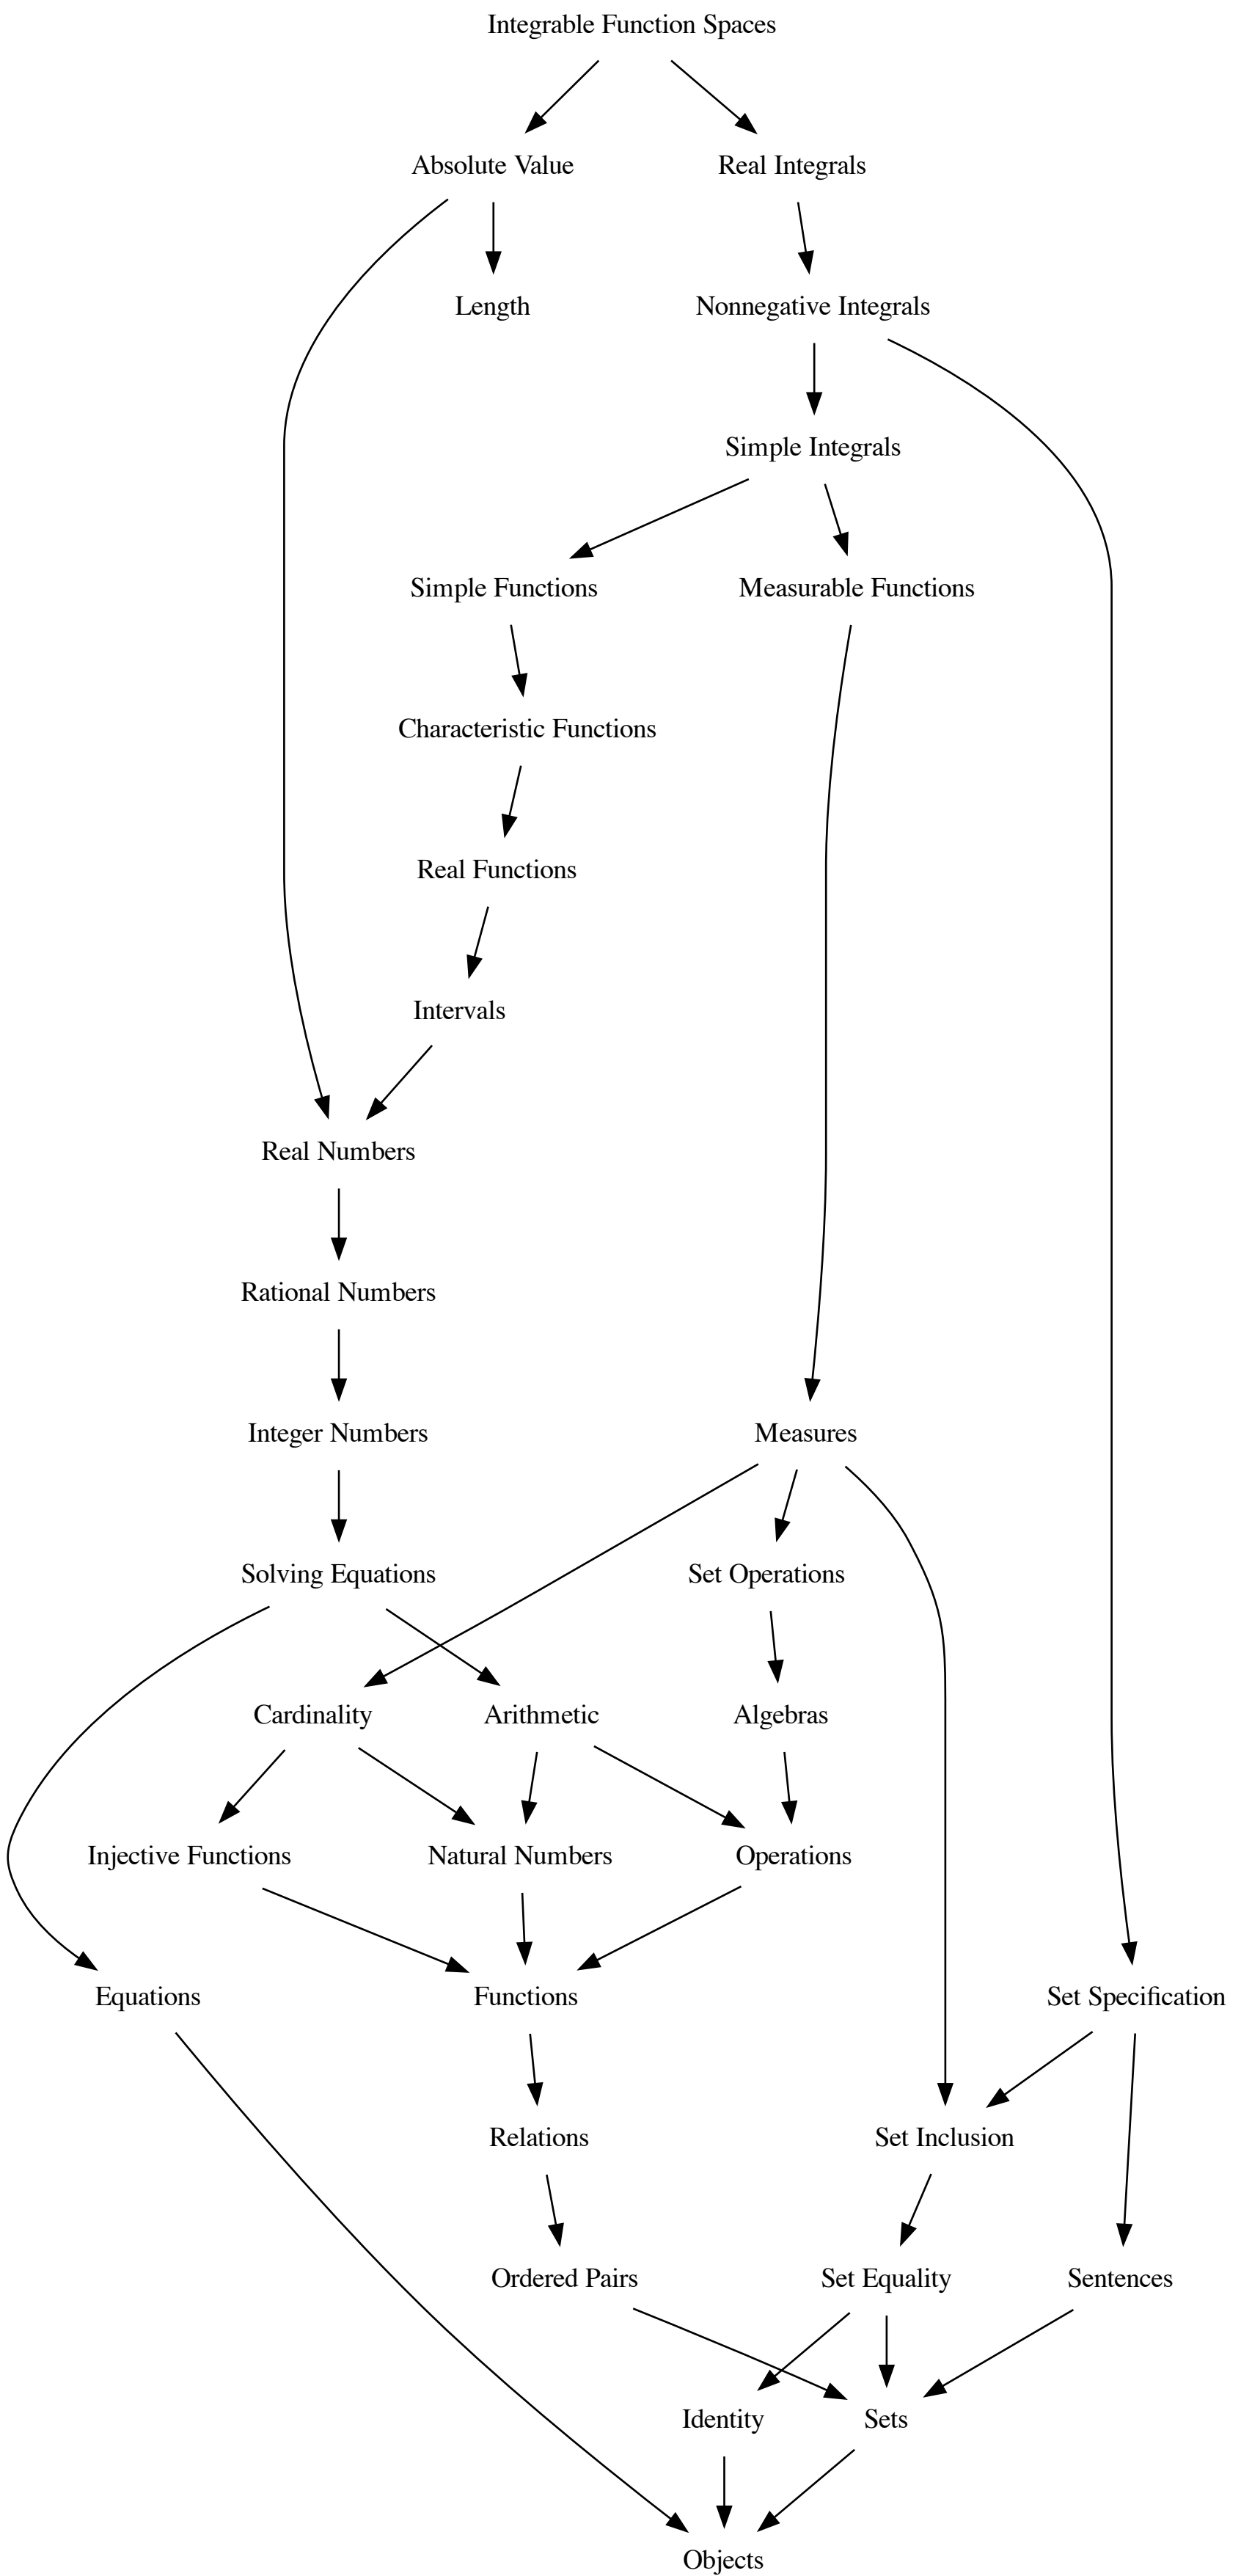 Integrable Function Spaces
Absolute Value
Real Integrals
Length
Nonnegative Integrals
Simple Integrals
Simple Functions
Measurable Functions
Characteristic Functions
Real Functions
Intervals
Real Numbers
Rational Numbers
Integer Numbers
Measures
Solving Equations
Set Operations
Cardinality
Arithmetic
Algebras
Injective Functions
Natural Numbers
Operations
Equations
Functions
Set Specification
Relations
Set Inclusion
Ordered Pairs
Set Equality
Sentences
Identity
Sets
Objects